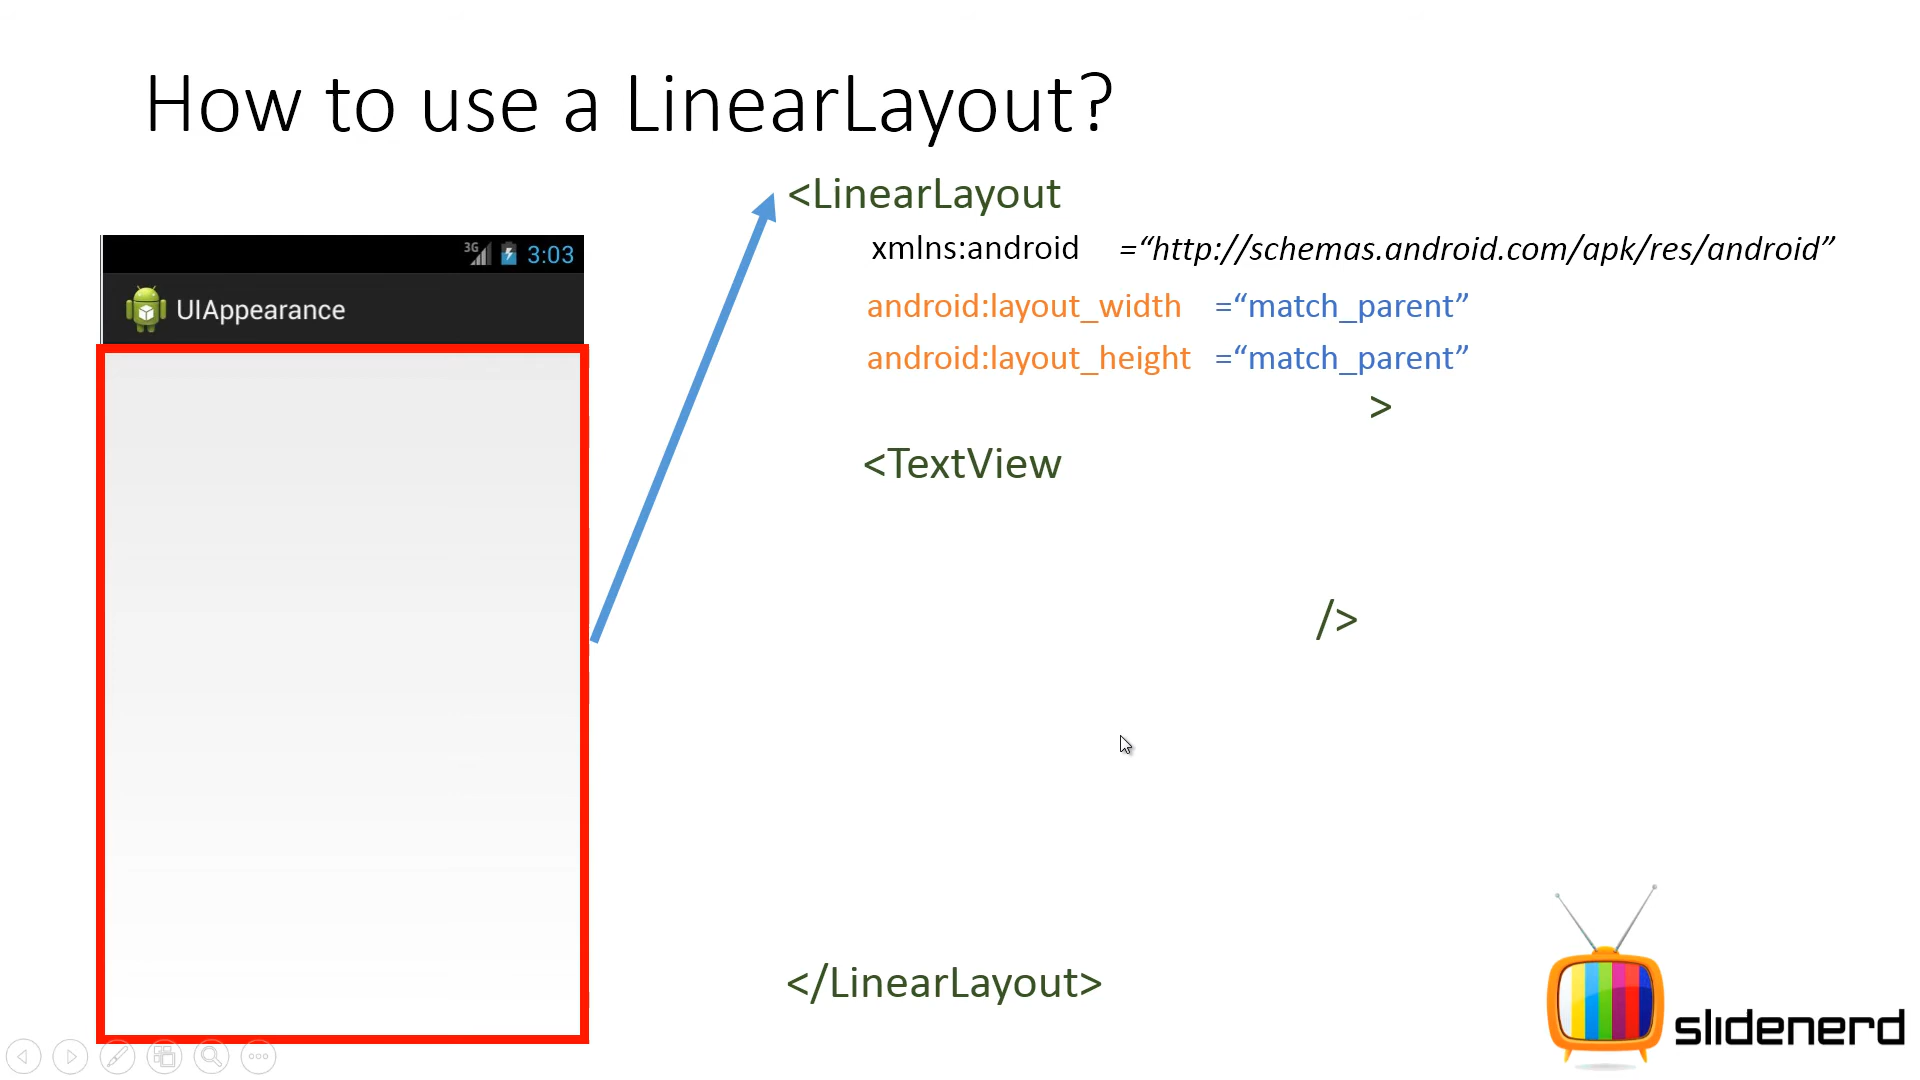 How to use a LinearLayout?
<LinearLayout
xmlns:android =“http://schemas.android.com/apk/res/android”
android:layout_width =“match_parent”
android:layout_height =“match_parent”
>
<TextView
/>
</LinearLayout>
3G 3:03
UIAppearance
slidenerd